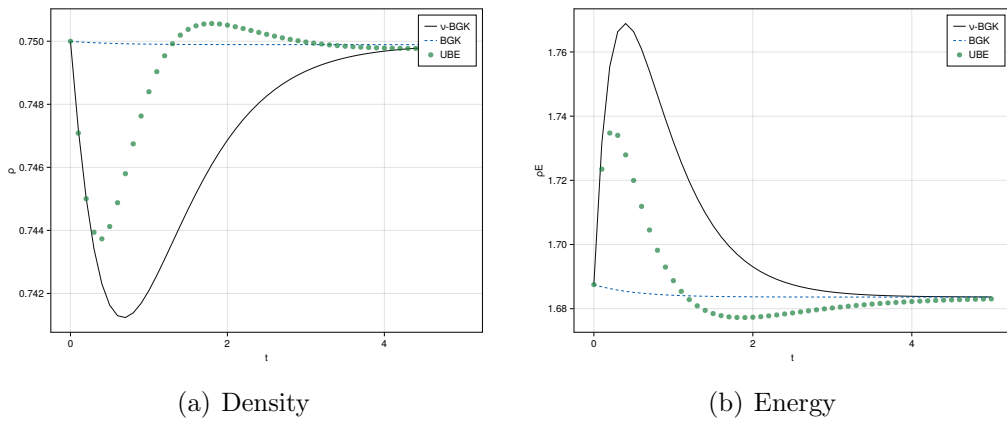 0.750
0.748
0.746
0.744
0.742
ρ
0
2
4
t
ν-BGK
BGK
UBE
(a) Density
1.76
1.74
1.72
1.70
1.68
ρE
0
2
4
t
ν-BGK
BGK
UBE
(b) Energy